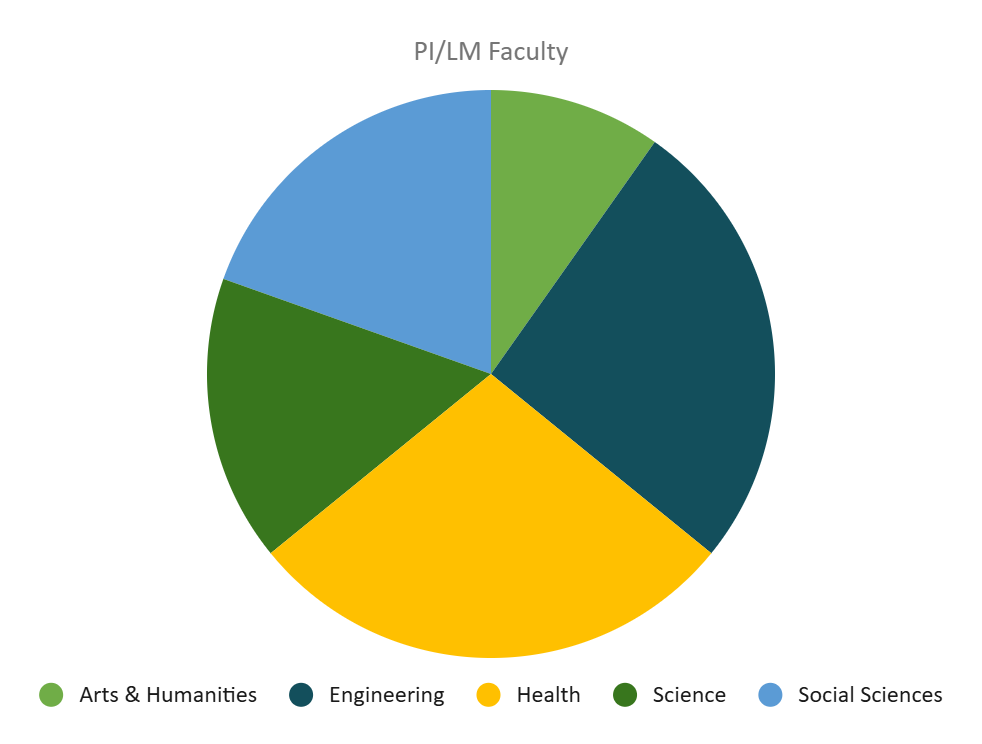 PI/LM Faculty
Arts & Humanities Engineering Health Science Social Sciences